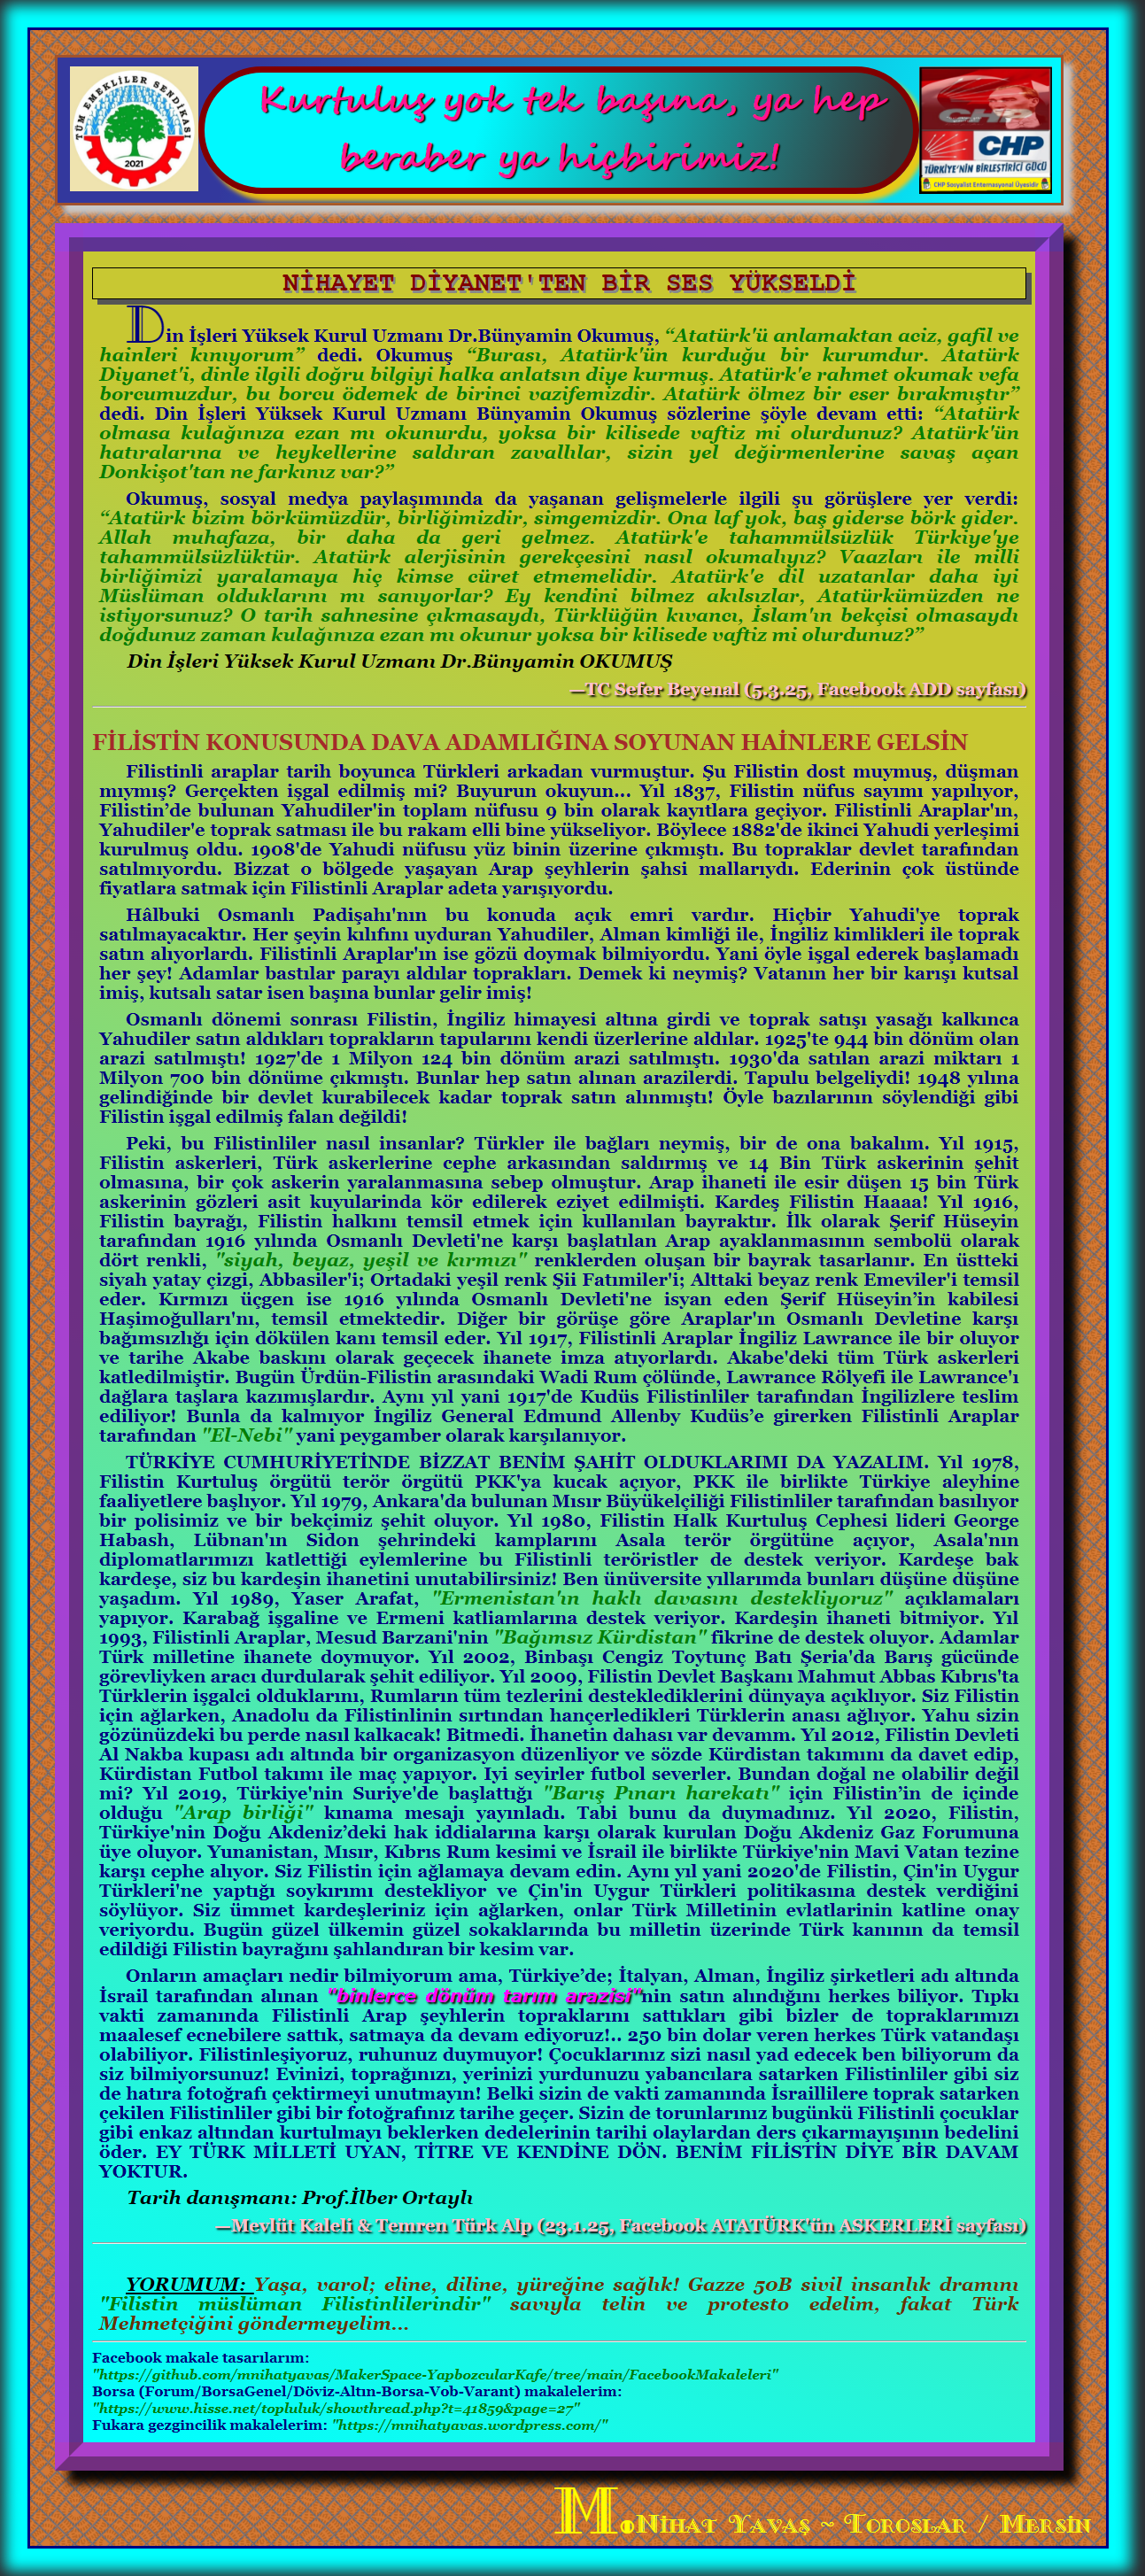 TÜM EMEKLİLER SENDİKASI
2021
Kurtuluş yok tek başına, ya hep
beraber ya hiçbirimiz!
CHP
CHP
TÜRKİYE'NİN BİRLEŞTİRİCİ GÜCÜ
CHP Sosyalist Enternasyonal Üyesidir
NİHAYET DİYANET'TEN BİR SES YÜKSELDİ
Din İşleri Yüksek Kurul Uzmanı Dr.Bünyamin Okumuş, “Atatürk'ü anlamaktan aciz, gafil ve
hainleri kınıyorum” dedi. Okumuş “Burası, Atatürk'ün kurduğu bir kurumdur. Atatürk
Diyanet'i, dinle ilgili doğru bilgiyi halka anlatsın diye kurmuş. Atatürk'e rahmet okumak vefa
borcumuzdur, bu borcu ödemek de birinci vazifemizdir. Atatürk ölmez bir eser bırakmıştır”
dedi. Din İşleri Yüksek Kurul Uzmanı Bünyamin Okumuş sözlerine şöyle devam etti: “Atatürk
olmasa kulağınıza ezan mı okunurdu, yoksa bir kilisede vaftiz mi olurdunuz? Atatürk'ün
hatıralarına ve heykellerine saldıran zavallılar, sizin yel değirmenlerine savaş açan
Donkişot'tan ne farkınız var?”
Okumuş, sosyal medya paylaşımında da yaşanan gelişmelerle ilgili şu görüşlere yer verdi:
“Atatürk bizim börkümüzdür, birliğimizdir, simgemizdir. Ona laf yok, baş giderse börk gider.
Allah muhafaza, bir daha da geri gelmez. Atatürk'e tahammülsüzlük Türkiye'ye
tahammülsüzlüktür. Atatürk alerjisinin gerekçesini nasıl okumalıyız? Vaazları ile milli
birliğimizi yaralamaya hiç kimse cüret etmemelidir. Atatürk'e dil uzatanlar daha iyi
Müslüman olduklarını mı sanıyorlar? Ey kendini bilmez akılsızlar, Atatürkümüzden ne
istiyorsunuz? O tarih sahnesine çıkmasaydı, Türklüğün kıvancı, İslam'ın bekçisi olmasaydı
doğdunuz zaman kulağınıza ezan mı okunur yoksa bir kilisede vaftiz mi olurdunuz?”
Din İşleri Yüksek Kurul Uzmanı Dr.Bünyamin OKUMUŞ
—TC Sefer Beyenal (5.3.25, Facebook ADD sayfası)
FİLİSTİN KONUSUNDA DAVA ADAMLIĞINA SOYUNAN HAİNLERE GELSİN
Filistinli araplar tarih boyunca Türkleri arkadan vurmuştur. Şu Filistin dost muymuş, düşman
mıymış? Gerçekten işgal edilmiş mi? Buyurun okuyun... Yıl 1837, Filistin nüfus sayımı yapılıyor,
Filistin’de bulunan Yahudiler'in toplam nüfusu 9 bin olarak kayıtlara geçiyor. Filistinli Araplar'ın,
Yahudiler'e toprak satması ile bu rakam elli bine yükseliyor. Böylece 1882'de ikinci Yahudi yerleşimi
kurulmuş oldu. 1908'de Yahudi nüfusu yüz binin üzerine çıkmıştı. Bu topraklar devlet tarafından
satılmıyordu. Bizzat o bölgede yaşayan Arap şeyhlerin şahsi mallarıydı. Ederinin çok üstünde
fiyatlara satmak için Filistinli Araplar adeta yarışıyordu.
Hâlbuki Osmanlı Padişahı'nın bu konuda açık emri vardır. Hiçbir Yahudi'ye toprak
satılmayacaktır. Her şeyin kılıfını uyduran Yahudiler, Alman kimliği ile, İngiliz kimlikleri ile toprak
satın alıyorlardı. Filistinli Araplar'ın ise gözü doymak bilmiyordu. Yani öyle işgal ederek başlamadı
her şey! Adamlar bastılar parayı aldılar toprakları. Demek ki neymiş? Vatanın her bir karışı kutsal
imiş, kutsalı satar isen başına bunlar gelir imiş!
Osmanlı dönemi sonrası Filistin, İngiliz himayesi altına girdi ve toprak satışı yasağı kalkınca
Yahudiler satın aldıkları toprakların tapularını kendi üzerlerine aldılar. 1925'te 944 bin dönüm olan
arazi satılmıştı! 1927'de 1 Milyon 124 bin dönüm arazi satılmıştı. 1930'da satılan arazi miktarı 1
Milyon 700 bin dönüme çıkmıştı. Bunlar hep satın alınan arazilerdi. Tapulu belgeliydi! 1948 yılına
gelindiğinde bir devlet kurabilecek kadar toprak satın alınmıştı! Öyle bazılarının söylendiği gibi
Filistin işgal edilmiş falan değildi!
Peki, bu Filistinliler nasıl insanlar? Türkler ile bağları neymiş, bir de ona bakalım. Yıl 1915,
Filistin askerleri, Türk askerlerine cephe arkasından saldırmış ve 14 Bin Türk askerinin şehit
olmasına, bir çok askerin yaralanmasına sebep olmuştur. Arap ihaneti ile esir düşen 15 bin Türk
askerinin gözleri asit kuyularında kör edilerek eziyet edilmişti. Kardeş Filistin Haaaa! Yıl 1916,
Filistin bayrağı, Filistin halkını temsil etmek için kullanılan bayraktır. İlk olarak Şerif Hüseyin
tarafından 1916 yılında Osmanlı Devleti'ne karşı başlatılan Arap ayaklanmasının sembolü olarak
dört renkli, "siyah, beyaz, yeşil ve kırmızı" renklerden oluşan bir bayrak tasarlanır. En üstteki
siyah yatay çizgi, Abbasiler'i; Ortadaki yeşil renk Şii Fatımiler'i; Alttaki beyaz renk Emeviler'i temsil
eder. Kırmızı üçgen ise 1916 yılında Osmanlı Devleti'ne isyan eden Şerif Hüseyin’in kabilesi
Haşimoğulları'nı, temsil etmektedir. Diğer bir görüşe göre Araplar'ın Osmanlı Devletine karşı
bağımsızlığı için dökülen kanı temsil eder. Yıl 1917, Filistinli Araplar İngiliz Lawrance ile bir oluyor
ve tarihe Akabe baskını olarak geçecek ihanete imza atıyorlardı. Akabe'deki tüm Türk askerleri
katledilmiştir. Bugün Ürdün-Filistin arasındaki Wadi Rum çölünde, Lawrance Rölyefi ile Lawrance'ı
dağlara taşlara kazımışlardır. Aynı yıl yani 1917'de Kudüs Filistinliler tarafından İngilizlere teslim
ediliyor! Bunla da kalmıyor İngiliz General Edmund Allenby Kudüs’e girerken Filistinli Araplar
tarafından "El-Nebi" yani peygamber olarak karşılanıyor.
TÜRKİYE CUMHURİYETİNDE BİZZAT BENİM ŞAHİT OLDUKLARIMI DA YAZALIM. Yıl 1978,
Filistin Kurtuluş örgütü terör örgütü PKK'ya kucak açıyor, PKK ile birlikte Türkiye aleyhine
faaliyetlere başlıyor. Yıl 1979, Ankara'da bulunan Mısır Büyükelçiliği Filistinliler tarafından basılıyor
bir polisimiz ve bir bekçimiz şehit oluyor. Yıl 1980, Filistin Halk Kurtuluş Cephesi lideri George
Habash, Lübnan'ın Sidon şehrindeki kamplarını Asala terör örgütüne açıyor, Asala'nın
diplomatlarımızı katlettiği eylemlerine bu Filistinli teröristler de destek veriyor. Kardeşe bak
kardeşe, siz bu kardeşin ihanetini unutabilirsiniz! Ben ünüversite yıllarımda bunları düşüne düşüne
yaşadım. Yıl 1989, Yaser Arafat, "Ermenistan'ın haklı davasını destekliyoruz" açıklamaları
yapıyor. Karabağ işgaline ve Ermeni katliamlarına destek veriyor. Kardeşin ihaneti bitmiyor. Yıl
1993, Filistinli Araplar, Mesud Barzani'nin "Bağımsız Kürdistan" fikrine de destek oluyor. Adamlar
Türk milletine ihanete doymuyor. Yıl 2002, Binbaşı Cengiz Toytunç Batı Şeria'da Barış gücünde
görevliyken aracı durdularak şehit ediliyor. Yıl 2009, Filistin Devlet Başkanı Mahmut Abbas Kıbrıs'ta
Türklerin işgalci olduklarını, Rumların tüm tezlerini desteklediklerini dünyaya açıklıyor. Siz Filistin
için ağlarken, Anadolu da Filistinlinin sırtından hançerledikleri Türklerin anası ağlıyor. Yahu sizin
gözünüzdeki bu perde nasıl kalkacak! Bitmedi. İhanetin dahası var devamm. Yıl 2012, Filistin Devleti
Al Nakba kupası adı altında bir organizasyon düzenliyor ve sözde Kürdistan takımını da davet edip,
Kürdistan Futbol takımı ile maç yapıyor. Iyi seyirler futbol severler. Bundan doğal ne olabilir değil
mi? Yıl 2019, Türkiye'nin Suriye'de başlattığı "Barış Pınarı harekatı" için Filistin’in de içinde
olduğu "Arap birliği" kınama mesajı yayınladı. Tabi bunu da duymadınız. Yıl 2020, Filistin,
Türkiye'nin Doğu Akdeniz’deki hak iddialarına karşı olarak kurulan Doğu Akdeniz Gaz Forumuna
üye oluyor. Yunanistan, Mısır, Kıbrıs Rum kesimi ve İsrail ile birlikte Türkiye'nin Mavi Vatan tezine
karşı cephe alıyor. Siz Filistin için ağlamaya devam edin. Aynı yıl yani 2020'de Filistin, Çin'in Uygur
Türkleri'ne yaptığı soykırımı destekliyor ve Çin'in Uygur Türkleri politikasına destek verdiğini
söylüyor. Siz ümmet kardeşleriniz için ağlarken, onlar Türk Milletinin evlatlarinin katline onay
veriyordu. Bugün güzel ülkemin güzel sokaklarında bu milletin üzerinde Türk kanının da temsil
edildiği Filistin bayrağını şahlandıran bir kesim var.
Onların amaçları nedir bilmiyorum ama, Türkiye’de; İtalyan, Alman, İngiliz şirketleri adı altında
İsrail tarafından alınan "binlerce dönüm tarım arazisi"nin satın alındığını herkes biliyor. Tıpkı
vakti zamanında Filistinli Arap şeyhlerin topraklarını sattıkları gibi bizler de topraklarımızı
maalesef ecnebilere sattık, satmaya da devam ediyoruz!.. 250 bin dolar veren herkes Türk vatandaşı
olabiliyor. Filistinleşiyoruz, ruhunuz duymuyor! Çocuklarınız sizi nasıl yad edecek ben biliyorum da
siz bilmiyorsunuz! Evinizi, toprağınızı, yerinizi yurdunuzu yabancılara satarken Filistinliler gibi siz
de hatıra fotoğrafı çektirmeyi unutmayın! Belki sizin de vakti zamanında İsraillilere toprak satarken
çekilen Filistinliler gibi bir fotoğrafınız tarihe geçer. Sizin de torunlarınız bugünkü Filistinli çocuklar
gibi enkaz altından kurtulmayı beklerken dedelerinin tarihi olaylardan ders çıkarmayışının bedelini
öder. EY TÜRK MİLLETİ UYAN, TİTRE VE KENDİNE DÖN. BENİM FİLİSTİN DİYE BİR DAVAM
YOKTUR.
Tarih danışmanı: Prof.İlber Ortaylı
—Mevlüt Kaleli & Temren Türk Alp (23.1.25, Facebook ATATÜRK'ün ASKERLERİ sayfası)
YORUMUM: Yaşa, varol; eline, diline, yüreğine sağlık! Gazze 50B sivil insanlık dramını
"Filistin müslüman Filistinlilerindir" savıyla telin ve protesto edelim, fakat Türk
Mehmetçiğini göndermeyelim...
Facebook makale tasarılarım:
"https://github.com/mnihatyavas/MakerSpace-YapbozcularKafe/tree/main/FacebookMakaleleri"
Borsa (Forum/BorsaGenel/Döviz-Altın-Borsa-Vob-Varant) makalelerim:
"https://www.hisse.net/topluluk/showthread.php?t=41859&page=27"
Fukara gezgincilik makalelerim: "https://mnihatyavas.wordpress.com/"
M.Nihat Yavaş ~ Toroslar / Mersin